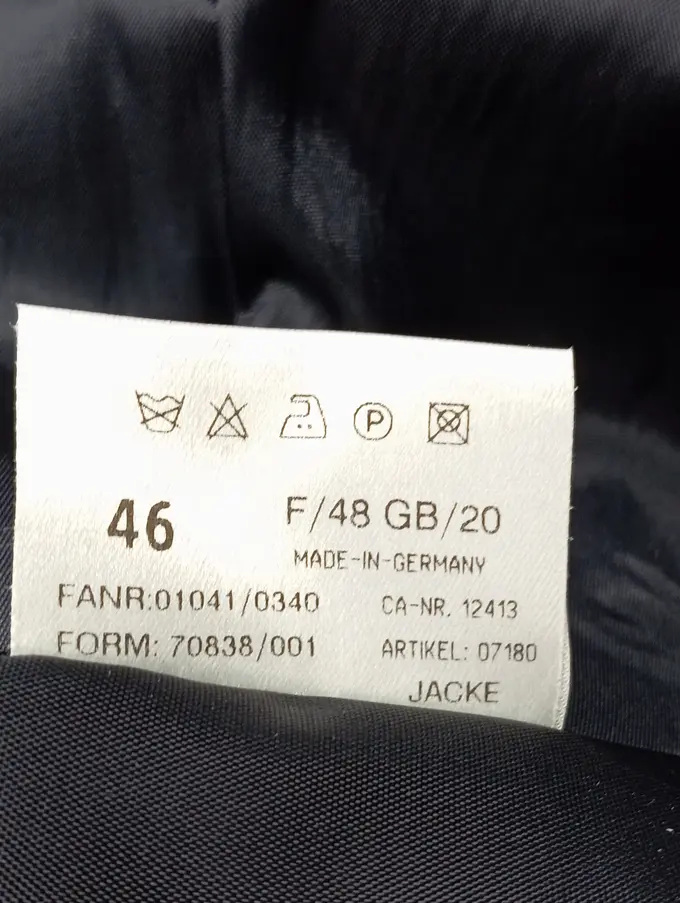 P
46
F/48 GB/20
MADE-IN-GERMANY
FANR:01041/0340
CA-NR. 12413
FORM: 70838/001
ARTIKEL: 07180
JACKE